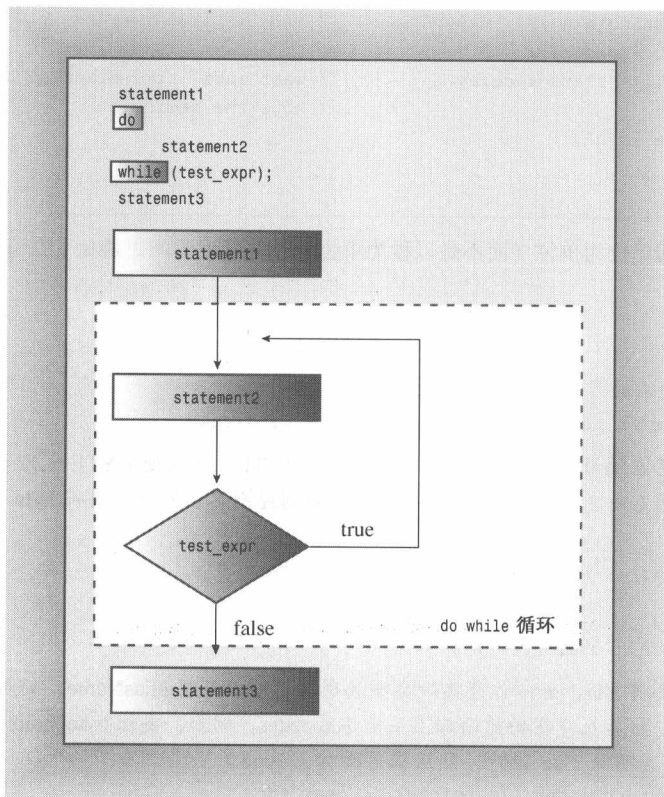 statement1
do
statement2
while (test_expr);
statement3
statement1
statement2
test_expr
true
false
do while 循环
statement3